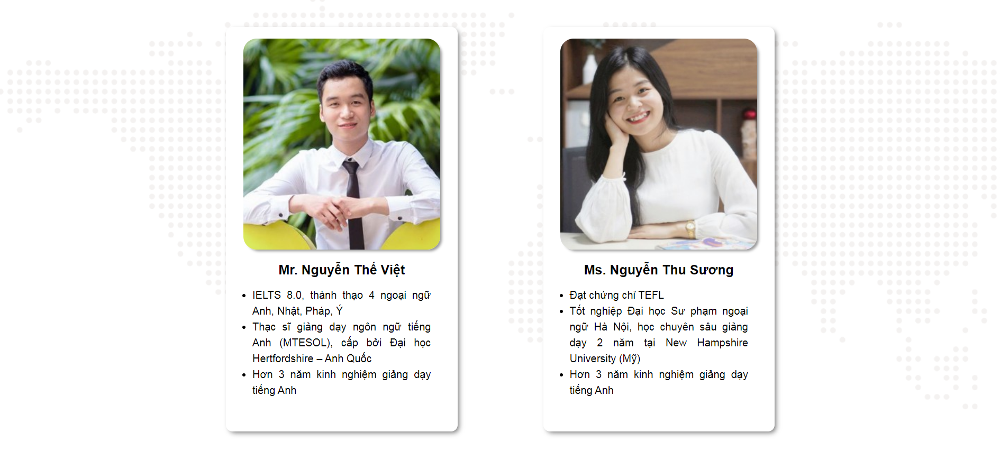 Mr. Nguyễn Thế Việt
IELTS 8.0, thành thạo 4 ngoại ngữ
Anh, Nhật, Pháp, Ý
Thạc sĩ giảng dạy ngôn ngữ tiếng
Anh (MTESOL), cấp bởi Đại học
Hertfordshire – Anh Quốc
Hơn 3 năm kinh nghiệm giảng dạy
tiếng Anh
Ms. Nguyễn Thu Sương
Đạt chứng chỉ TEFL
Tốt nghiệp Đại học Sư phạm ngoại
ngữ Hà Nội, học chuyên sâu giảng
dạy 2 năm tại New Hampshire
University (Mỹ)
Hơn 3 năm kinh nghiệm giảng dạy
tiếng Anh